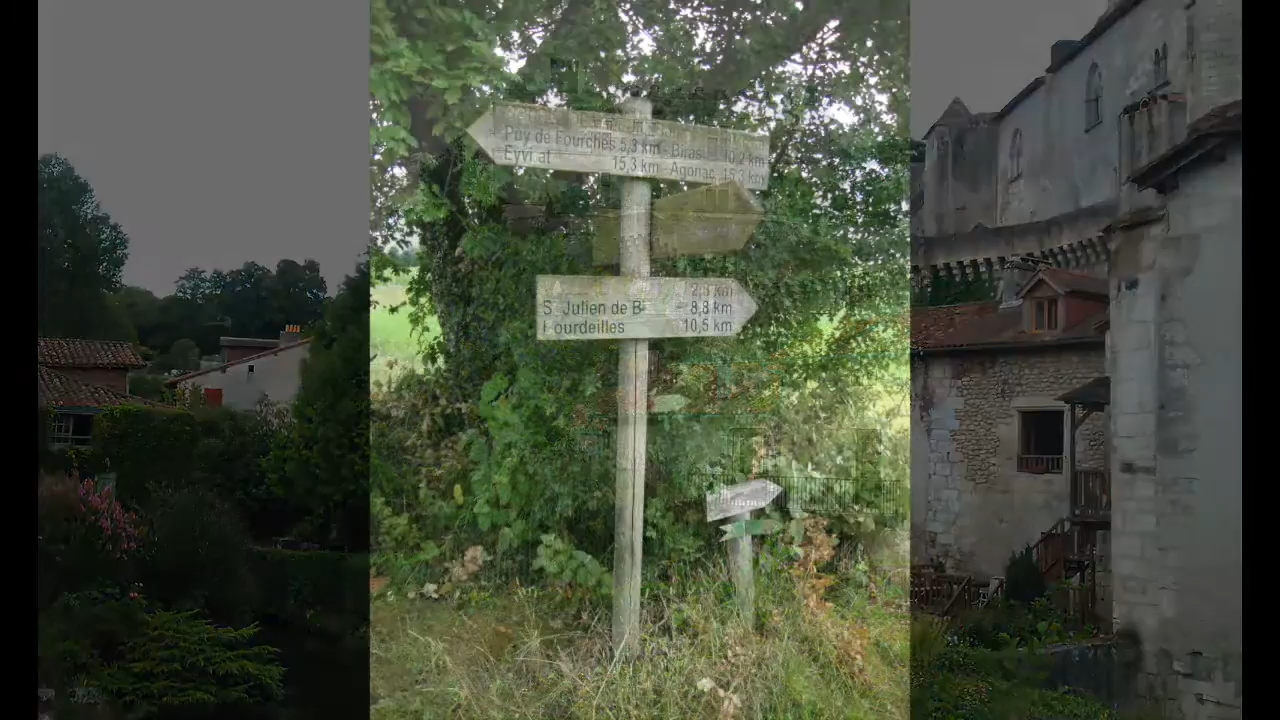 Puy de Fourches 5,3 km - Biras 10,2 km
Eyvirat 15,3 km - Agonac 15,3 km
2,8 km
St Julien de B 8,8 km
Bourdeilles 10,5 km